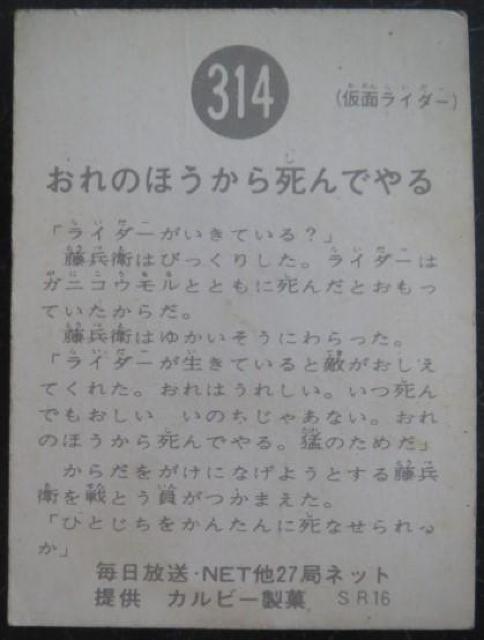 314
(仮面ライダー)
おれのほうから死んでやる
「ライダーがいきている？」
藤兵衛はびっくりした。ライダーは
ガニコウモルとともに死んだとおもっ
ていたからだ。
藤兵衛はゆかいそうにわらった。
「ライダーが生きていると敵がおしえ
てくれた。おれはうれしい。いつ死ん
でもおしい　いのちじゃあない。おれ
のほうから死んでやる。猛のためだ」
からだをがけになげようとする藤兵
衛を戦とう員がつかまえた。
「ひとじちをかんたんに死なせられる
か」
毎日放送・NET他27局ネット
提供　カルビー製菓　SR16